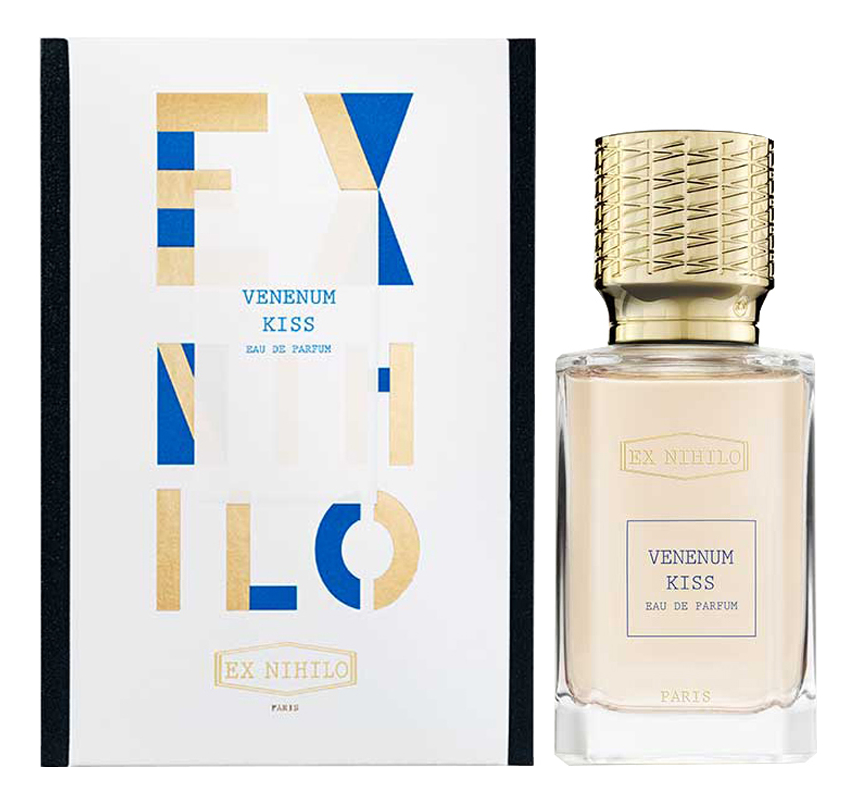 EX
NIHILO
VENENUM
KISS
EAU DE PARFUM
EX NIHILO
PARIS
EX NIHILO
VENENUM
KISS
EAU DE PARFUM
PARIS